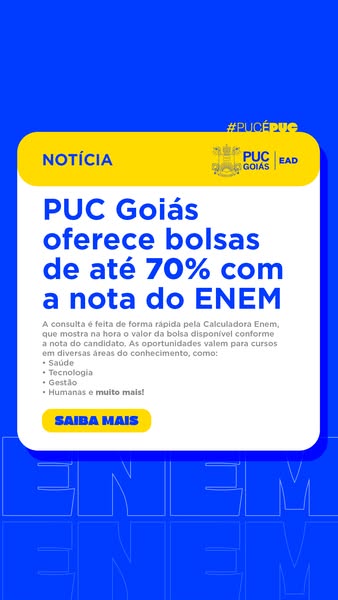 #PUCÉPUC
NOTÍCIA
PUC
GOIÁS
EAD
PUC Goiás
oferece bolsas
de até 70% com
a nota do ENEM
A consulta é feita de forma rápida pela Calculadora Enem,
que mostra na hora o valor da bolsa disponível conforme
a nota do candidato. As oportunidades valem para cursos
em diversas áreas do conhecimento, como:
• Saúde
• Tecnologia
• Gestão
• Humanas e muito mais!
SAIBA MAIS
ENEM
ENEM